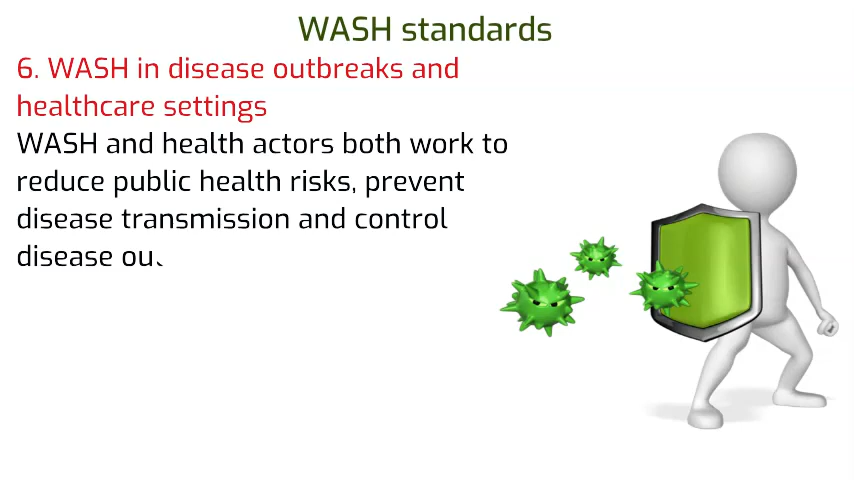 WASH standards
6. WASH in disease outbreaks and
healthcare settings
WASH and health actors both work to
reduce public health risks, prevent
disease transmission and control
disease